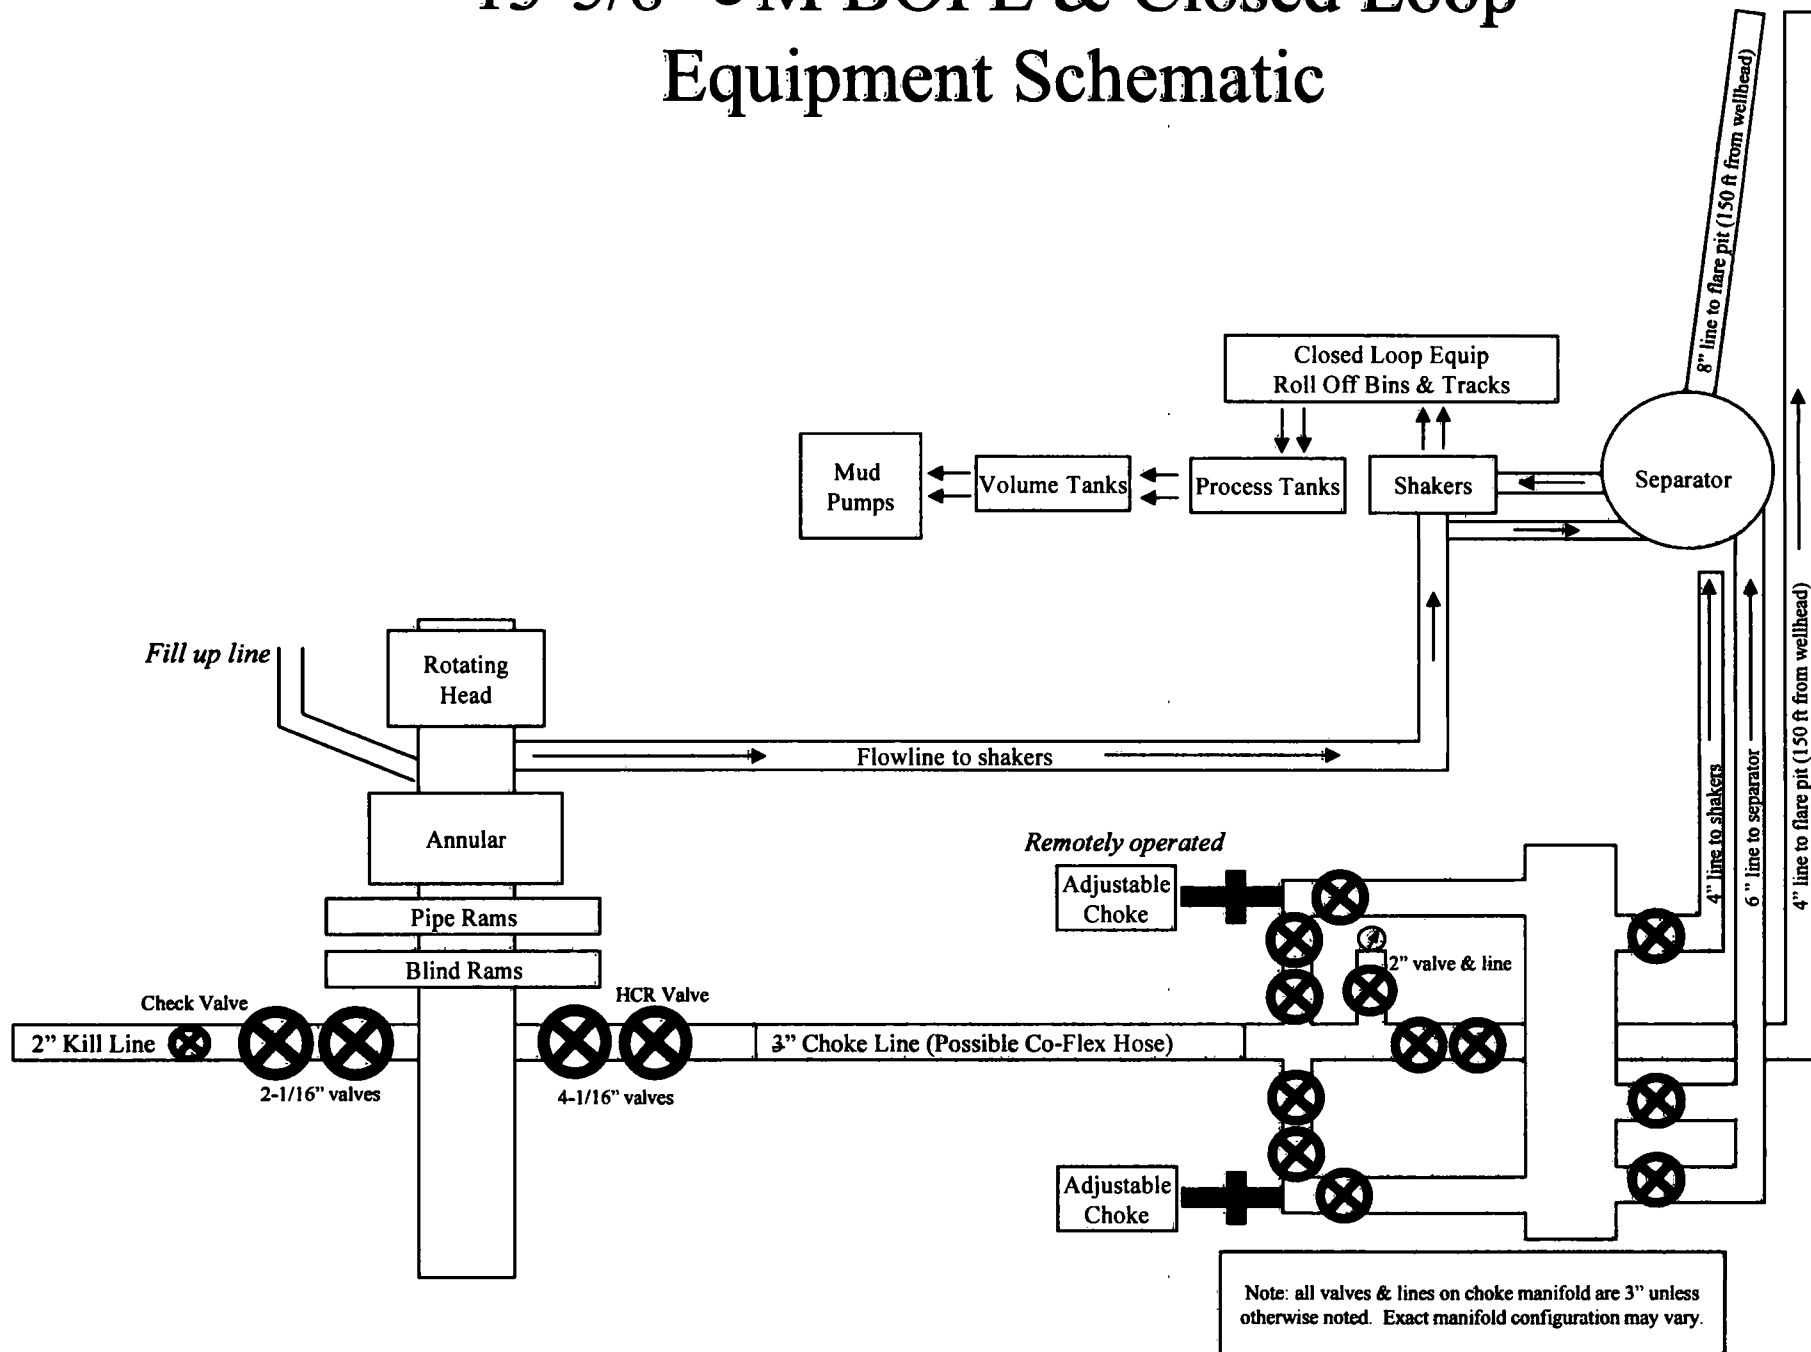 & Closed Loop
Equipment Schematic
8” line to flare pit (150 ft from wellhead)
Closed Loop Equip
Roll Off Bins & Tracks
Mud
Pumps
Volume Tanks
Process Tanks
Shakers
Separator
Fill up line
Rotating
Head
Flowline to shakers
Annular
Pipe Rams
Blind Rams
Check Valve
2” Kill Line
2-1/16” valves
HCR Valve
4-1/16” valves
3” Choke Line (Possible Co-Flex Hose)
Remotely operated
Adjustable
Choke
2” valve & line
Adjustable
Choke
4” line to shakers
6” line to separator
4” line to flare pit (150 ft from wellhead)
Note: all valves & lines on choke manifold are 3” unless
otherwise noted. Exact manifold configuration may vary.